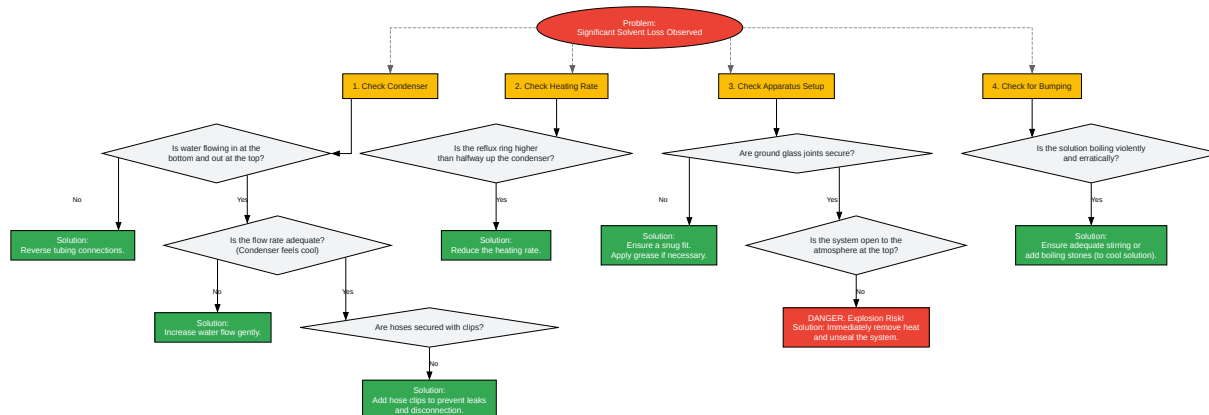 Problem:
Significant Solvent Loss Observed
1. Check Condenser
2. Check Heating Rate
3. Check Apparatus Setup
4. Check for Bumping
Is water flowing in at the
bottom and out at the top?
Is the reflux ring higher
than halfway up the condenser?
Are ground glass joints secure?
Is the solution boiling violently
and erratically?
No
Yes
Yes
No
Yes
Yes
Solution:
Reverse tubing connections.
Is the flow rate adequate?
(Condenser feels cool)
Solution:
Reduce the heating rate.
Solution:
Ensure a snug fit.
Apply grease if necessary.
Is the system open to the
atmosphere at the top?
Solution:
Ensure adequate stirring or
add boiling stones (to cool solution).
No
Yes
No
Solution:
Increase water flow gently.
Are hoses secured with clips?
DANGER: Explosion Risk!
Solution: Immediately remove heat
and unseal the system.
No
Solution:
Add hose clips to prevent leaks
and disconnection.